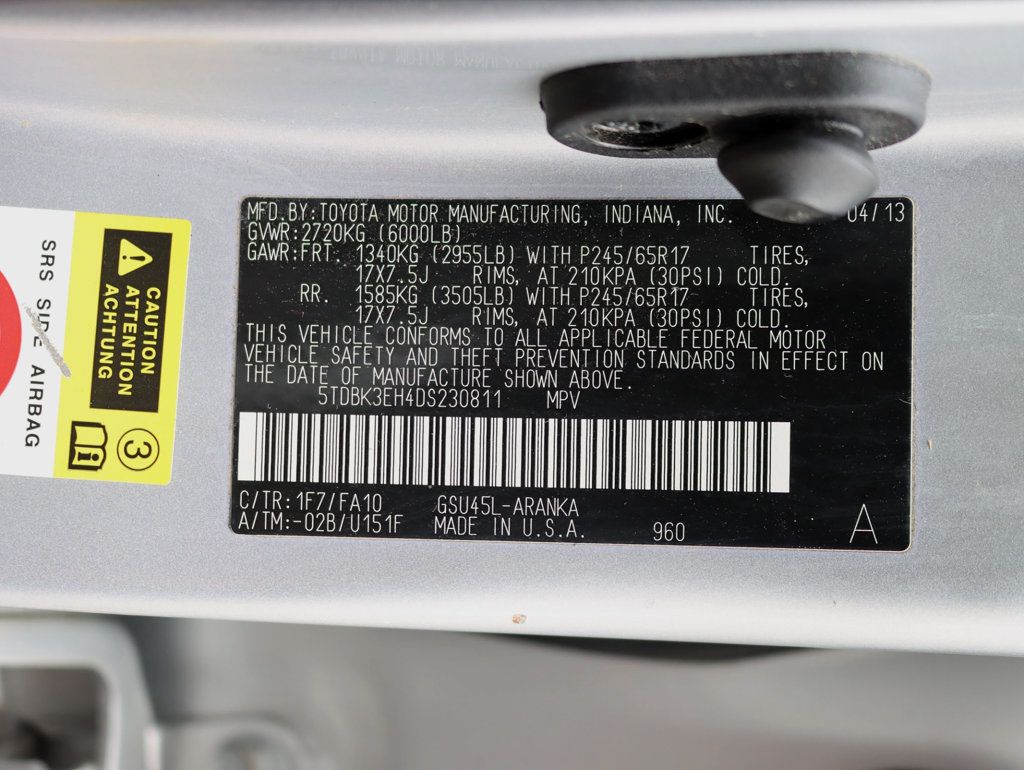 MFD.BY:TOYOTA MOTOR MANUFACTURING, INDIANA, INC. 04/13
GVWR:2720KG (6000LB)
GAWR:FRT. 1340KG (2955LB) WITH P245/65R17 TIRES,
17X7.5J RIMS, AT 210KPA (30PSI) COLD.
RR. 1585KG (3505LB) WITH P245/65R17 TIRES,
17X7.5J RIMS, AT 210KPA (30PSI) COLD.
THIS VEHICLE CONFORMS TO ALL APPLICABLE FEDERAL MOTOR
VEHICLE SAFETY AND THEFT PREVENTION STANDARDS IN EFFECT ON
THE DATE OF MANUFACTURE SHOWN ABOVE.
5TDBK3EH4DS230811 MPV
C/TR:1F7/FA10 GSU45L-ARANKA
A/TM:-02B/U151F MADE IN U.S.A. 960
A
CAUTION
ATTENTION
ACHTUNG
3
SRS SIDE AIRBAG